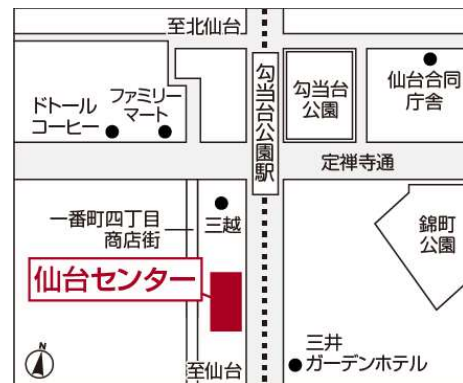 至北仙台
勾当台公園駅
勾当台
公園
仙台合同
庁舎
ドトール
コーヒー
ファミリー
マート
定禅寺通
一番町四丁目
商店街
三越
錦町
公園
仙台センター
三井
ガーデンホテル
至仙台
N